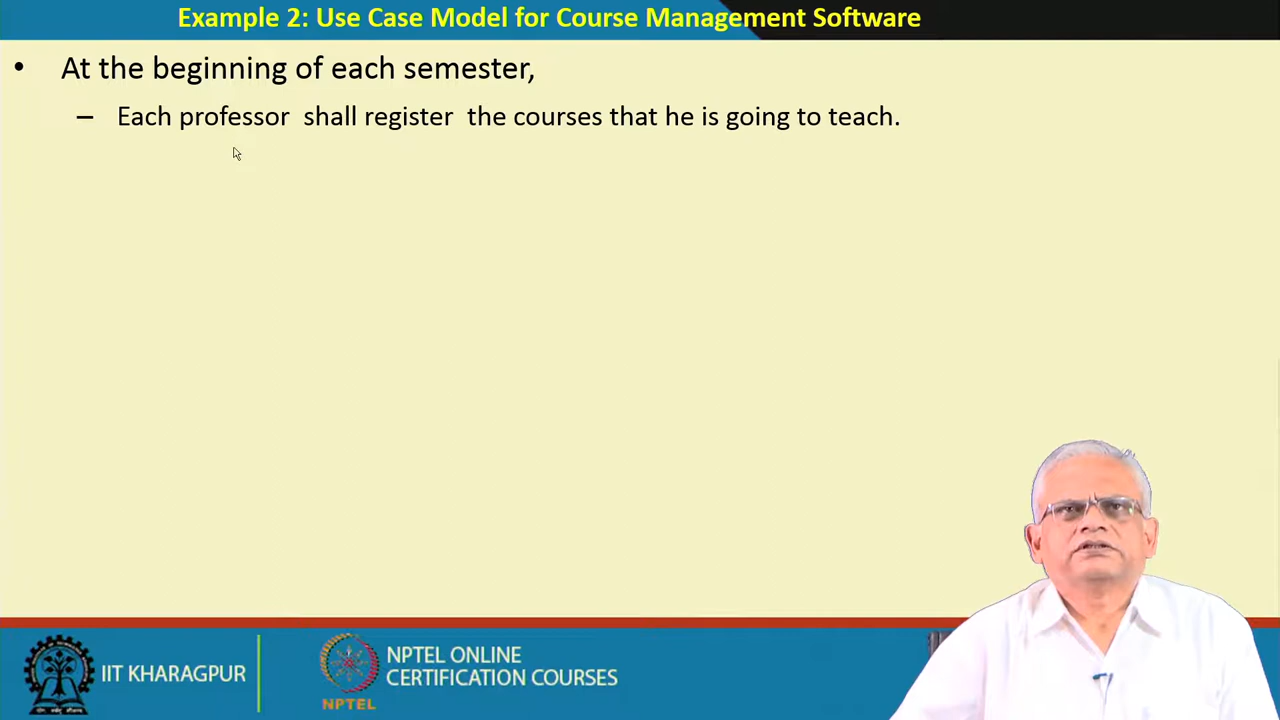 Example 2: Use Case Model for Course Management Software
• At the beginning of each semester,
– Each professor shall register the courses that he is going to teach.
IIT KHARAGPUR
NPTEL ONLINE
CERTIFICATION COURSES
NPTEL